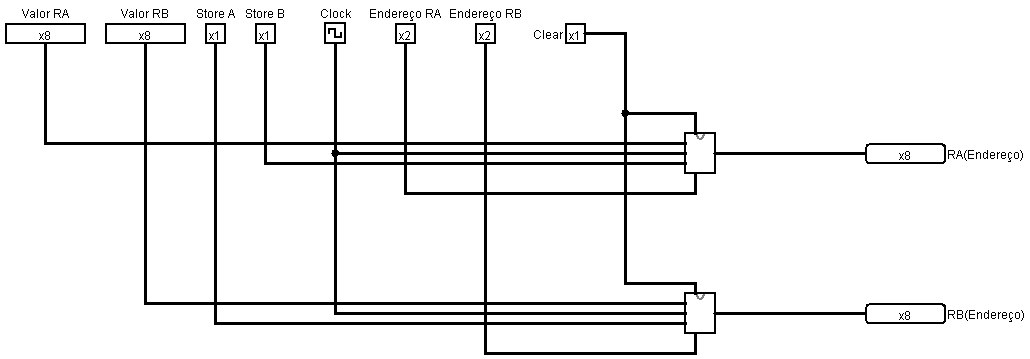 Valor RA Valor RB Store A Store B Clock Endereço RA Endereço RB
Clear x1
x8 x8 x1 x1 x2 x2
x8 RA(Endereço)
x8 RB(Endereço)